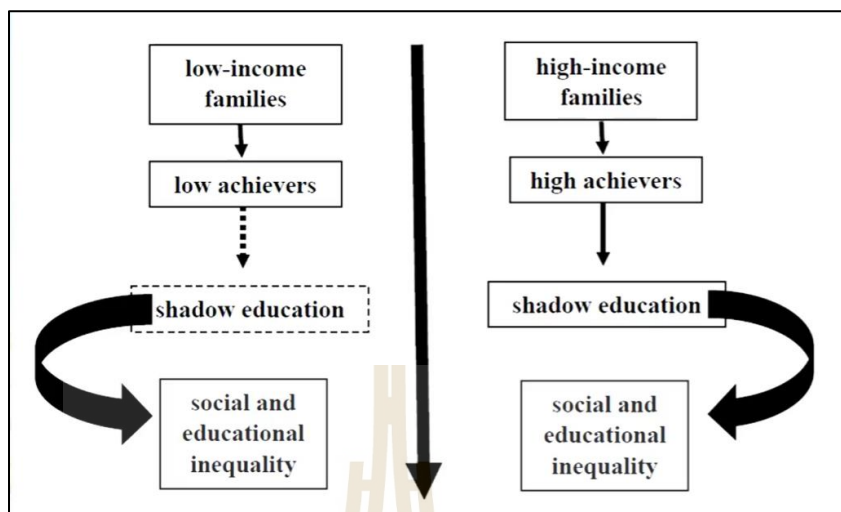 low-income
families
low achievers
shadow education
social and
educational
inequality
high-income
families
high achievers
shadow education
social and
educational
inequality